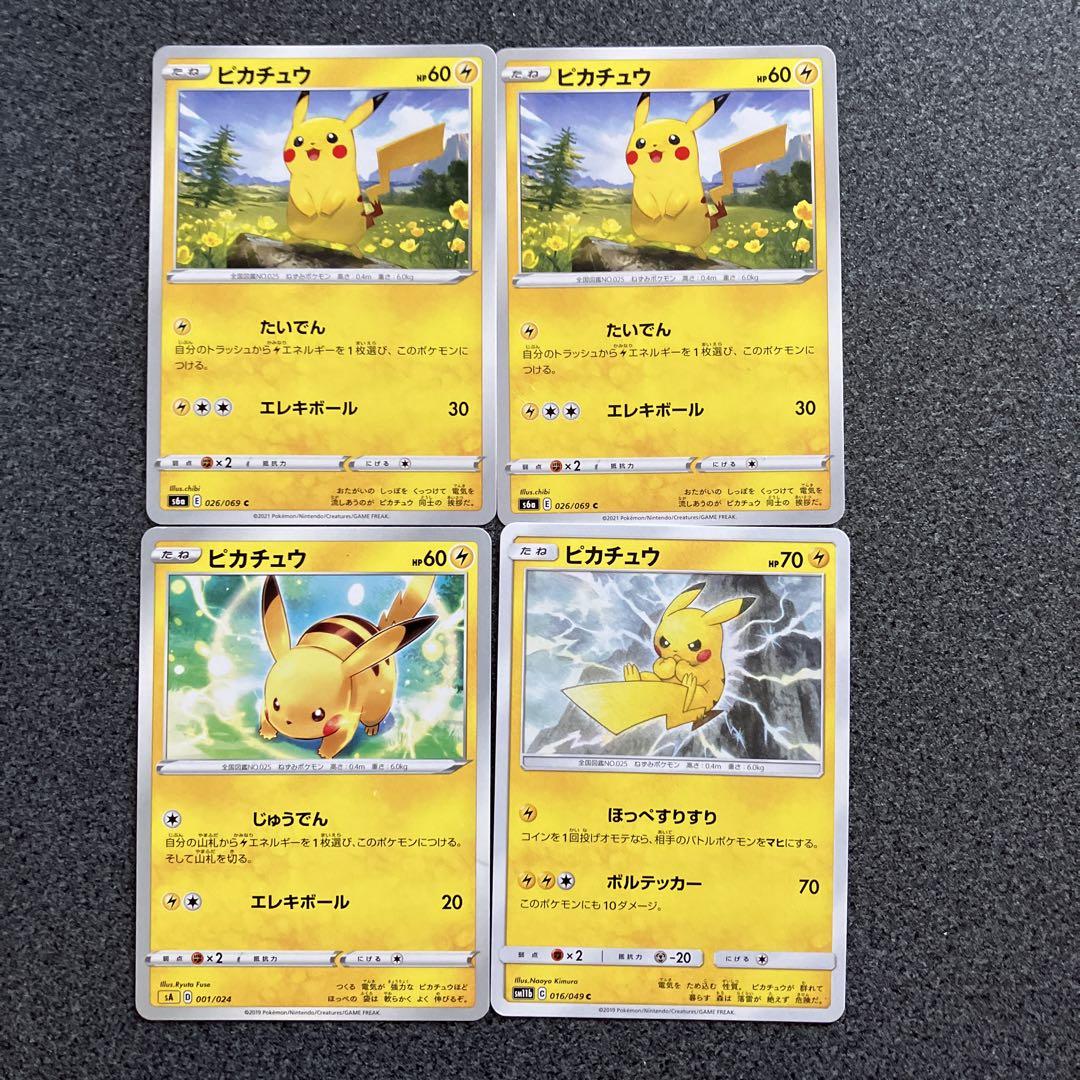 たね ピカチュウ HP60
全国図鑑NO.025 ねずみポケモン 高さ:0.4m 重さ:6.0kg
たいでん
自分のトラッシュからエネルギーを1枚選び、このポケモンに
つける。
エレキボール 30
弱点 ×2 抵抗力 にげる
Illus.chibi
おたがいの しっぽを くっつけて 電気を
流しあうのが ピカチュウ 同士の 挨拶だ。
s6a E 026/069 C
©2021 Pokémon/Nintendo/Creatures/GAME FREAK.
たね ピカチュウ HP60
全国図鑑NO.025 ねずみポケモン 高さ:0.4m 重さ:6.0kg
たいでん
自分のトラッシュからエネルギーを1枚選び、このポケモンに
つける。
エレキボール 30
弱点 ×2 抵抗力 にげる
Illus.chibi
おたがいの しっぽを くっつけて 電気を
流しあうのが ピカチュウ 同士の 挨拶だ。
s6a E 026/069 C
©2021 Pokémon/Nintendo/Creatures/GAME FREAK.
たね ピカチュウ HP60
全国図鑑NO.025 ねずみポケモン 高さ:0.4m 重さ:6.0kg
じゅうでん
自分の山札からエネルギーを1枚選び、このポケモンにつける。
そして山札を切る。
エレキボール 20
弱点 ×2 抵抗力 にげる
Illus.Ryuta Fuse
つくる 電気が 強力な ピカチュウほど
ほっぺの 袋は 軟らかく よく 伸びるぞ。
sA D 001/024
©2019 Pokémon/Nintendo/Creatures/GAME FREAK.
たね ピカチュウ HP70
全国図鑑NO.025 ねずみポケモン 高さ:0.4m 重さ:6.0kg
ほっぺすりすり
コインを1回投げオモテなら、相手のバトルポケモンをマヒにする。
ボルテッカー 70
このポケモンにも10ダメージ。
弱点 ×2 抵抗力 -20 にげる
Illus.Naoyo Kimura
電気を ため込む 性質。 ピカチュウが 群れて
暮らす 森は 落雷が 絶えず 危険だ。
sm11b C 016/049 C
©2019 Pokémon/Nintendo/Creatures/GAME FREAK.